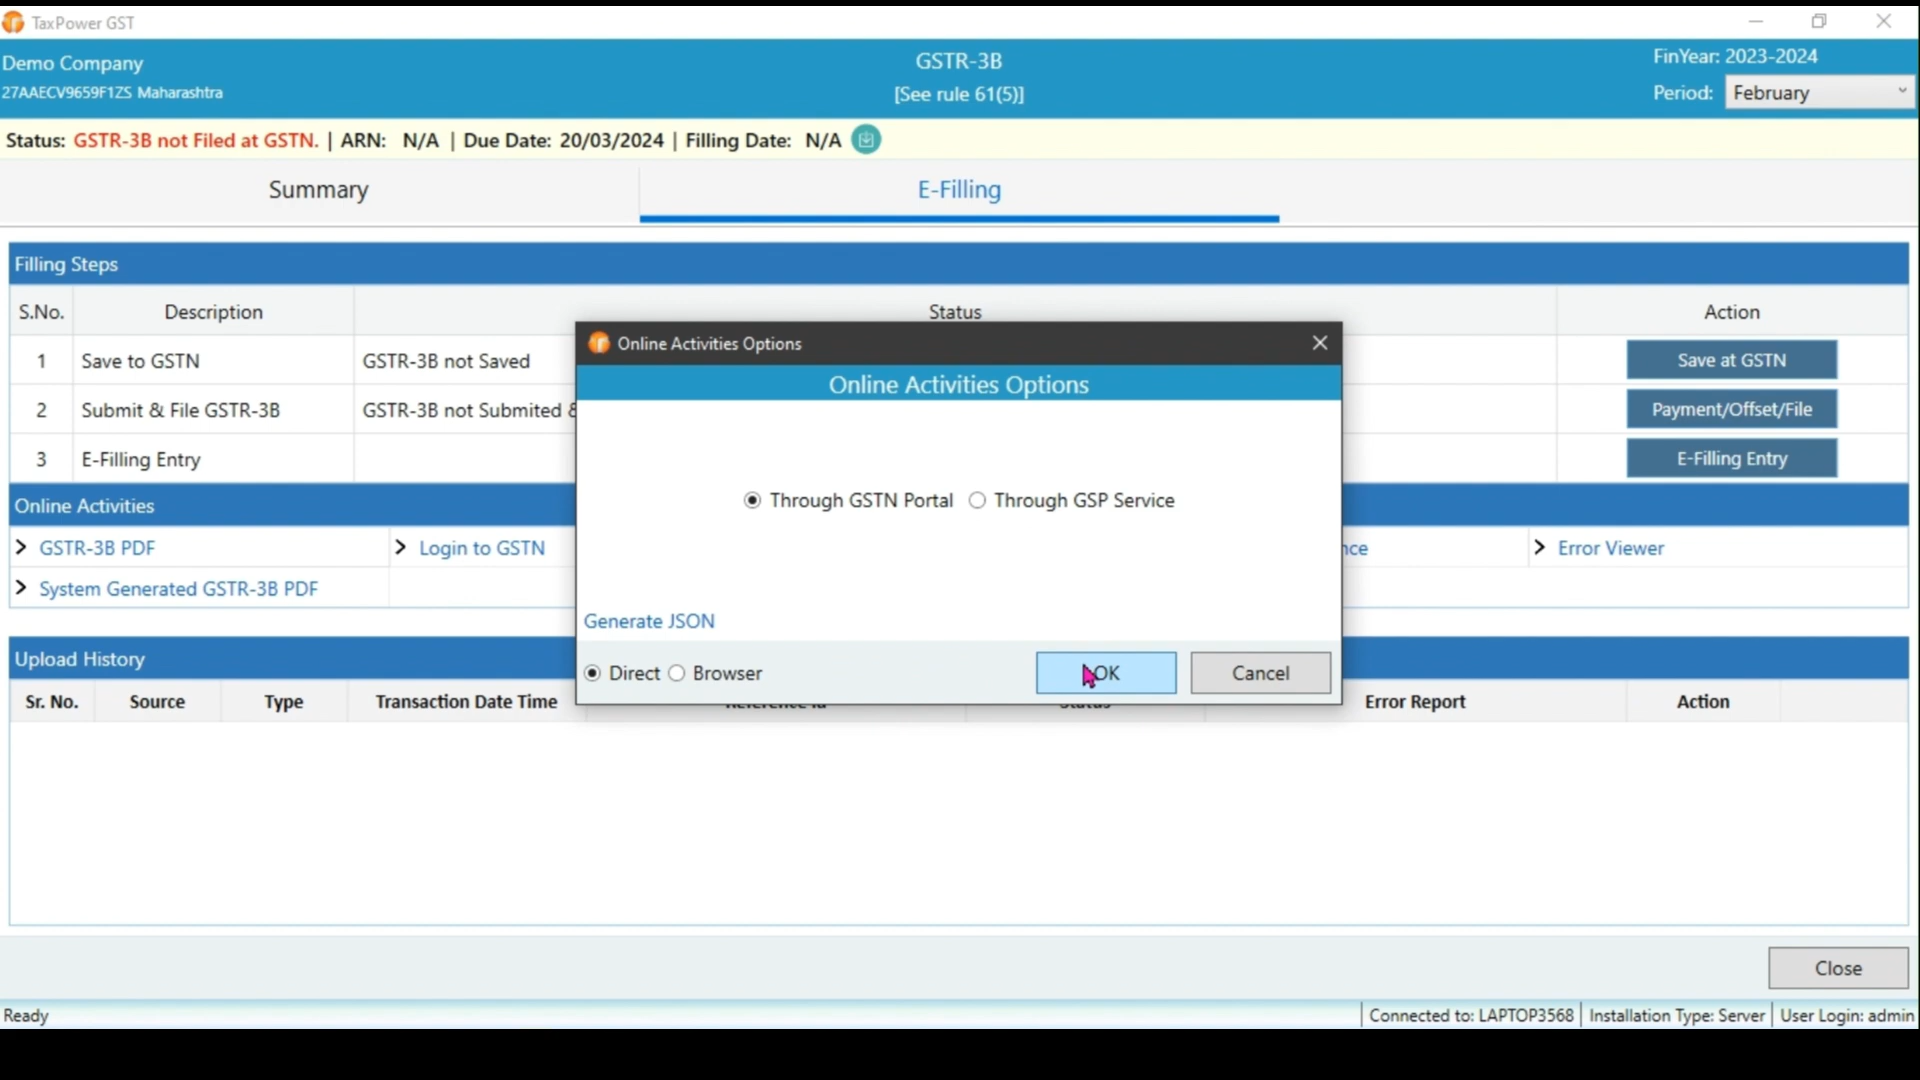 TaxPower GST
Demo Company
27AAECV9659F1ZS Maharashtra
GSTR-3B
[See rule 61(5)]
FinYear: 2023-2024
Period: February
Status: GSTR-3B not Filed at GSTN. | ARN: N/A | Due Date: 20/03/2024 | Filling Date: N/A
Summary
E-Filling
Filling Steps
S.No. Description Status Action
1 Save to GSTN GSTR-3B not Saved Save at GSTN
2 Submit & File GSTR-3B GSTR-3B not Submited & Payment/Offset/File
3 E-Filling Entry E-Filling Entry
Online Activities
GSTR-3B PDF
Login to GSTN
Error Viewer
System Generated GSTR-3B PDF
Online Activities Options
Online Activities Options
Through GSTN Portal Through GSP Service
Generate JSON
Direct Browser
OK
Cancel
Upload History
Sr. No. Source Type Transaction Date Time Reference Id Status Error Report Action
Close
Ready
Connected to: LAPTOP3568 | Installation Type: Server | User Login: admin